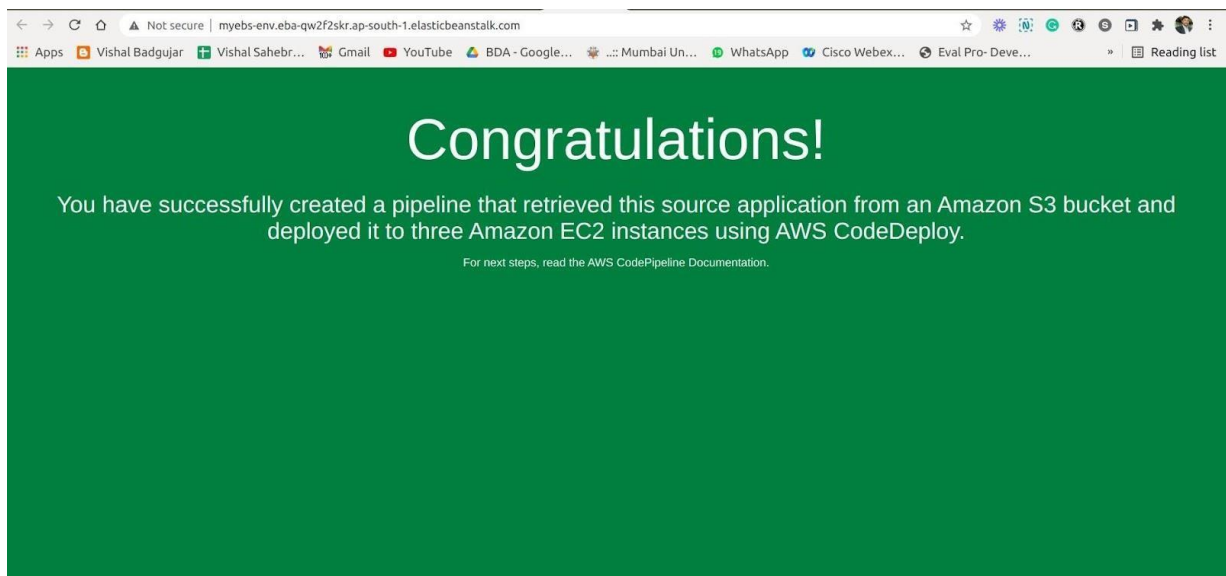 Not secure | myebs-env.eba-qw2f2skr.ap-south-1.elasticbeanstalk.com
Apps Vishal Badgujar Vishal Sahebr... Gmail YouTube BDA - Google... ..:: Mumbai Un... WhatsApp Cisco Webex... Eval Pro- Deve... » Reading list
Congratulations!
You have successfully created a pipeline that retrieved this source application from an Amazon S3 bucket and
deployed it to three Amazon EC2 instances using AWS CodeDeploy.
For next steps, read the AWS CodePipeline Documentation.